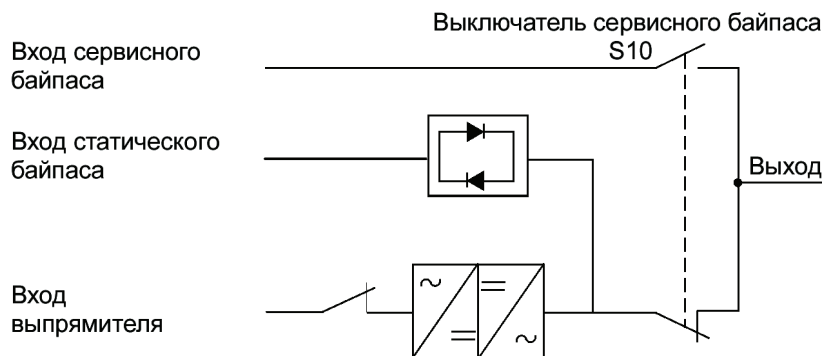 Выключатель сервисного байпаса
S10
Вход сервисного
байпаса
Вход статического
байпаса
Выход
Вход
выпрямителя